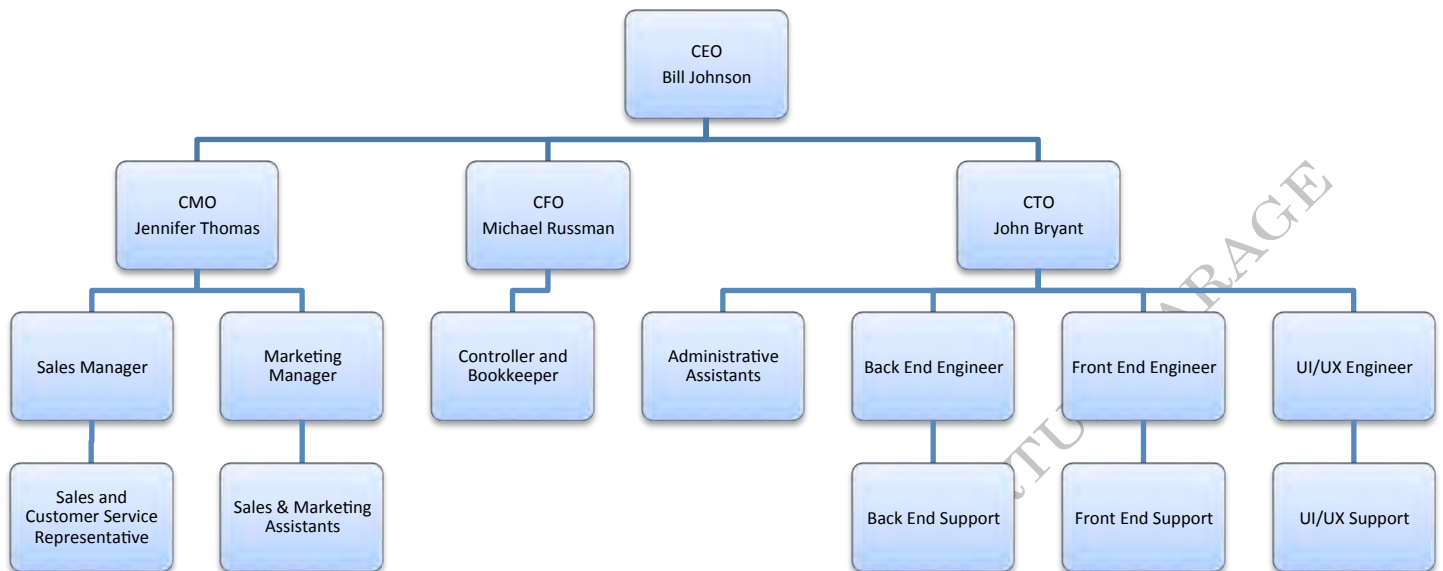 CEO
Bill Johnson
CMO
Jennifer Thomas
CFO
Michael Russman
CTO
John Bryant
Sales Manager
Marketing
Manager
Controller and
Bookkeeper
Administrative
Assistants
Back End Engineer
Front End Engineer
UI/UX Engineer
Sales and
Customer Service
Representative
Sales & Marketing
Assistants
Back End Support
Front End Support
UI/UX Support